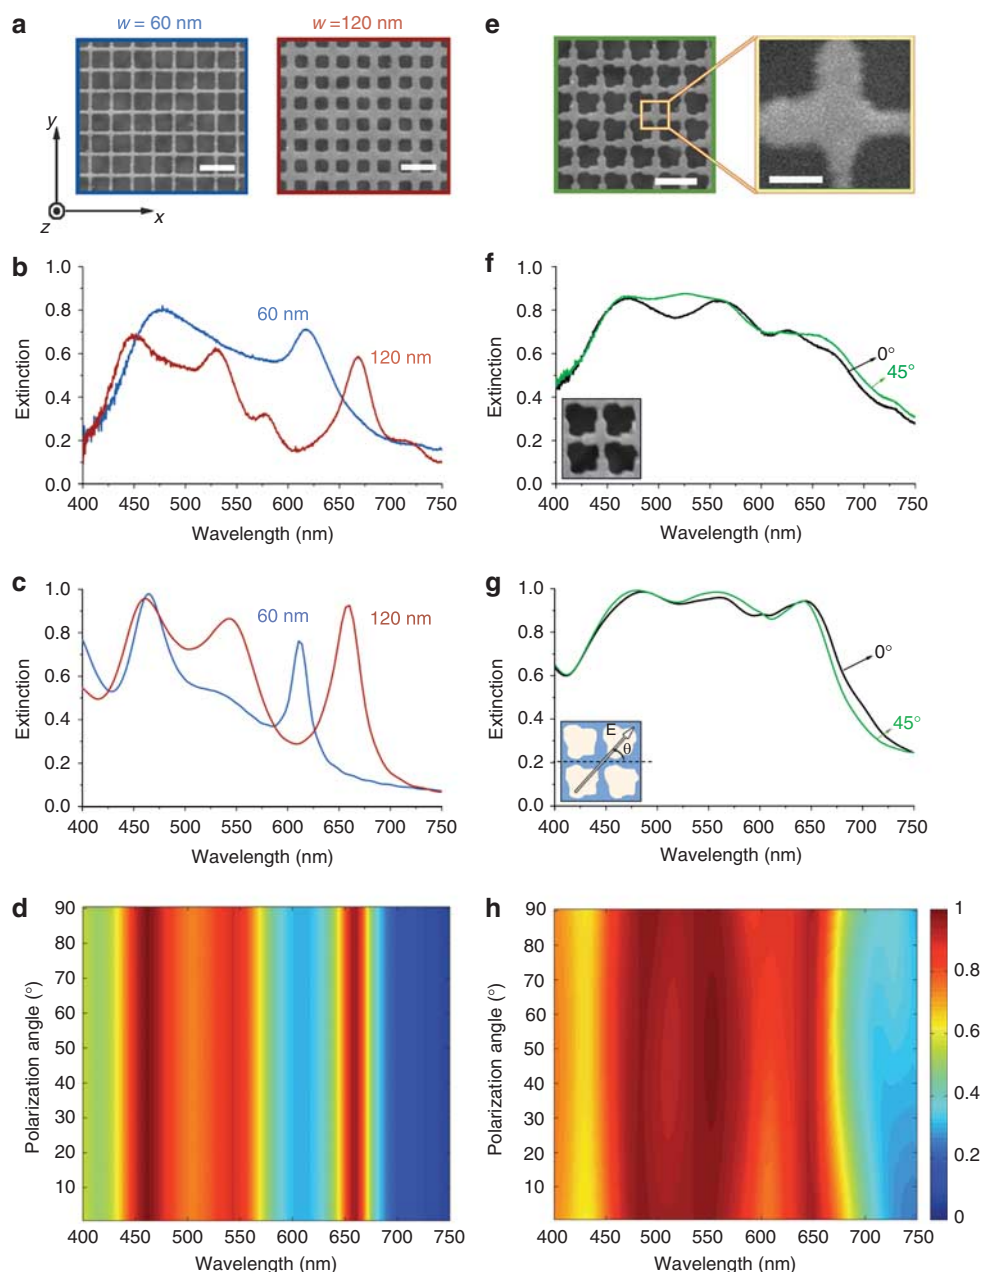 a
w = 60 nm
w =120 nm
y
x
z
e
b
Extinction
1.0
0.8
0.6
0.4
0.2
0.0
60 nm
120 nm
400 450 500 550 600 650 700 750
Wavelength (nm)
f
Extinction
1.0
0.8
0.6
0.4
0.2
0.0
0°
45°
400 450 500 550 600 650 700 750
Wavelength (nm)
c
Extinction
1.0
0.8
0.6
0.4
0.2
0.0
60 nm
120 nm
400 450 500 550 600 650 700 750
Wavelength (nm)
g
Extinction
1.0
0.8
0.6
0.4
0.2
0.0
0°
45°
E
θ
400 450 500 550 600 650 700 750
Wavelength (nm)
d
Polarization angle (°)
90
80
70
60
50
40
30
20
10
400 450 500 550 600 650 700 750
Wavelength (nm)
h
Polarization angle (°)
90
80
70
60
50
40
30
20
10
400 450 500 550 600 650 700 750
Wavelength (nm)
1
0.8
0.6
0.4
0.2
0